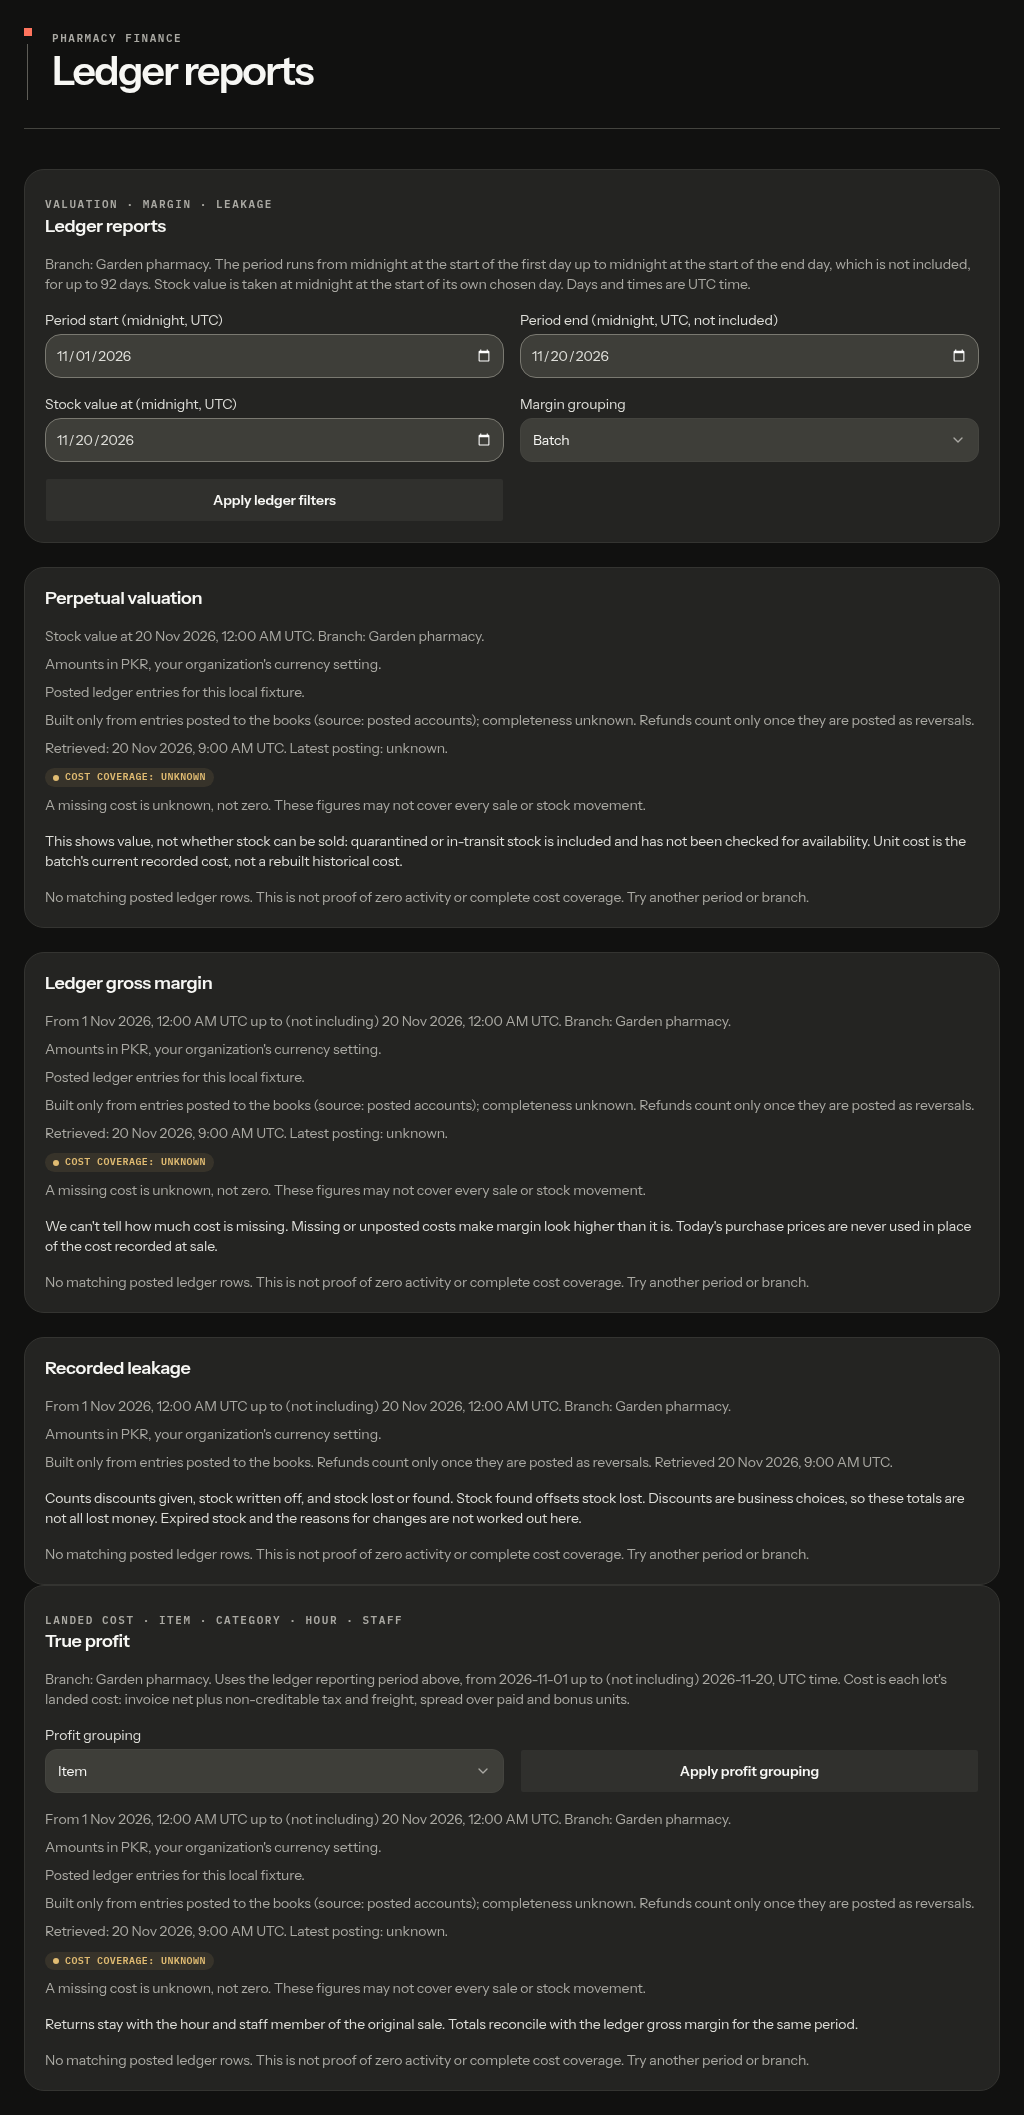 PHARMACY FINANCE
Ledger reports
VALUATION · MARGIN · LEAKAGE
Ledger reports
Branch: Garden pharmacy. The period runs from midnight at the start of the first day up to midnight at the start of the end day, which is not included,
for up to 92 days. Stock value is taken at midnight at the start of its own chosen day. Days and times are UTC time.
Period start (midnight, UTC)
Period end (midnight, UTC, not included)
11/01/2026
11/20/2026
Stock value at (midnight, UTC)
Margin grouping
11/20/2026
Batch
Apply ledger filters
Perpetual valuation
Stock value at 20 Nov 2026, 12:00 AM UTC. Branch: Garden pharmacy.
Amounts in PKR, your organization's currency setting.
Posted ledger entries for this local fixture.
Built only from entries posted to the books (source: posted accounts); completeness unknown. Refunds count only once they are posted as reversals.
Retrieved: 20 Nov 2026, 9:00 AM UTC. Latest posting: unknown.
COST COVERAGE: UNKNOWN
A missing cost is unknown, not zero. These figures may not cover every sale or stock movement.
This shows value, not whether stock can be sold: quarantined or in-transit stock is included and has not been checked for availability. Unit cost is the
batch's current recorded cost, not a rebuilt historical cost.
No matching posted ledger rows. This is not proof of zero activity or complete cost coverage. Try another period or branch.
Ledger gross margin
From 1 Nov 2026, 12:00 AM UTC up to (not including) 20 Nov 2026, 12:00 AM UTC. Branch: Garden pharmacy.
Amounts in PKR, your organization's currency setting.
Posted ledger entries for this local fixture.
Built only from entries posted to the books (source: posted accounts); completeness unknown. Refunds count only once they are posted as reversals.
Retrieved: 20 Nov 2026, 9:00 AM UTC. Latest posting: unknown.
COST COVERAGE: UNKNOWN
A missing cost is unknown, not zero. These figures may not cover every sale or stock movement.
We can't tell how much cost is missing. Missing or unposted costs make margin look higher than it is. Today's purchase prices are never used in place
of the cost recorded at sale.
No matching posted ledger rows. This is not proof of zero activity or complete cost coverage. Try another period or branch.
Recorded leakage
From 1 Nov 2026, 12:00 AM UTC up to (not including) 20 Nov 2026, 12:00 AM UTC. Branch: Garden pharmacy.
Amounts in PKR, your organization's currency setting.
Built only from entries posted to the books. Refunds count only once they are posted as reversals. Retrieved 20 Nov 2026, 9:00 AM UTC.
Counts discounts given, stock written off, and stock lost or found. Stock found offsets stock lost. Discounts are business choices, so these totals are
not all lost money. Expired stock and the reasons for changes are not worked out here.
No matching posted ledger rows. This is not proof of zero activity or complete cost coverage. Try another period or branch.
LANDED COST · ITEM · CATEGORY · HOUR · STAFF
True profit
Branch: Garden pharmacy. Uses the ledger reporting period above, from 2026-11-01 up to (not including) 2026-11-20, UTC time. Cost is each lot's
landed cost: invoice net plus non-creditable tax and freight, spread over paid and bonus units.
Profit grouping
Item
Apply profit grouping
From 1 Nov 2026, 12:00 AM UTC up to (not including) 20 Nov 2026, 12:00 AM UTC. Branch: Garden pharmacy.
Amounts in PKR, your organization's currency setting.
Posted ledger entries for this local fixture.
Built only from entries posted to the books (source: posted accounts); completeness unknown. Refunds count only once they are posted as reversals.
Retrieved: 20 Nov 2026, 9:00 AM UTC. Latest posting: unknown.
COST COVERAGE: UNKNOWN
A missing cost is unknown, not zero. These figures may not cover every sale or stock movement.
Returns stay with the hour and staff member of the original sale. Totals reconcile with the ledger gross margin for the same period.
No matching posted ledger rows. This is not proof of zero activity or complete cost coverage. Try another period or branch.